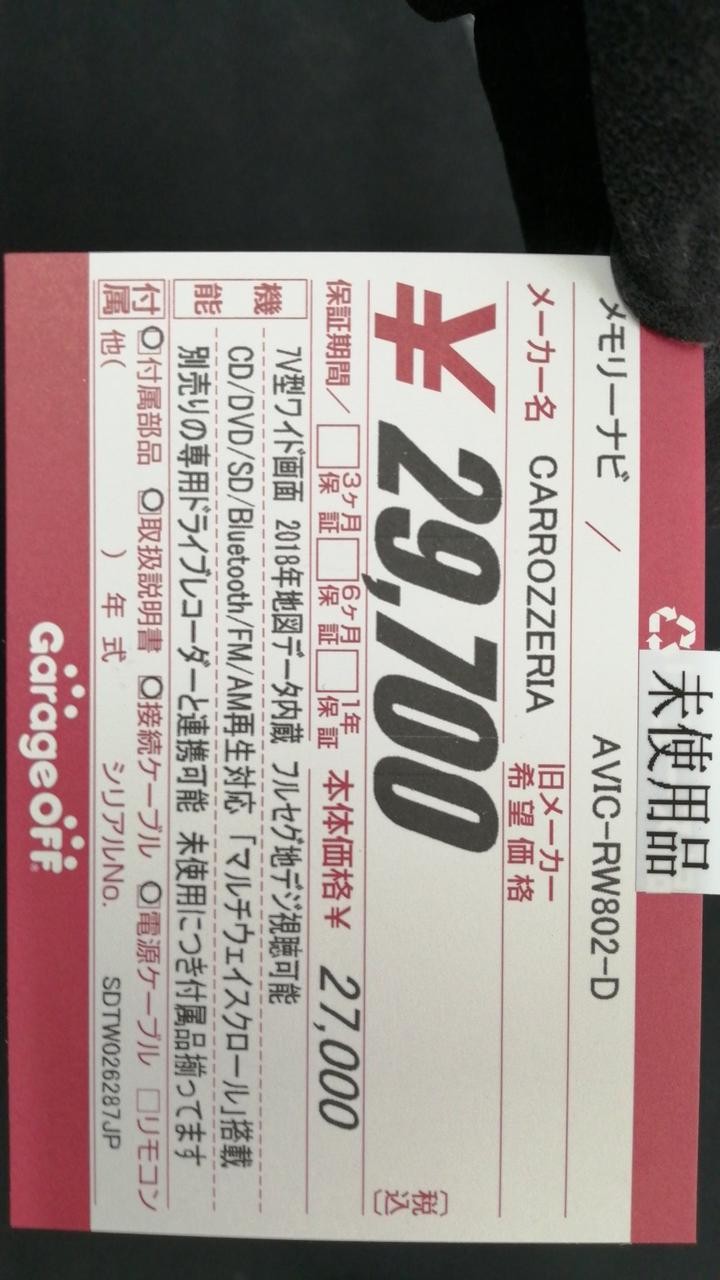 未使用品
メモリーナビ / AVIC-RW802-D
メーカー名 CARROZZERIA 旧メーカー希望価格
¥ 29,700 〔税込〕
保証期間/ □3ヶ月保証 □6ヶ月保証 □1年保証 本体価格¥ 27,000
機能
7V型ワイド画面 2018年地図データ内蔵 フルセグ地デジ視聴可能
CD/DVD/SD/Bluetooth/FM/AM再生対応 「マルチウェイスクロール」搭載
別売りの専用ドライブレコーダーと連携可能 未使用につき付属品揃ってます
付属 □付属部品 □取扱説明書 □接続ケーブル □電源ケーブル □リモコン
他( ) 年式 シリアルNo. SDTW026287JP
GarageOFF